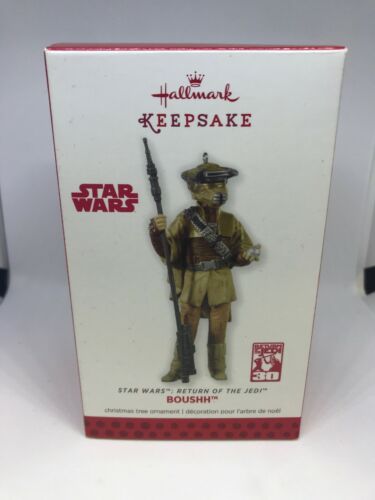 Hallmark
KEEPSAKE
STAR
WARS
STAR WARS™: RETURN OF THE JEDI™
BOUSHH™
christmas tree ornament | décoration pour l'arbre de noël